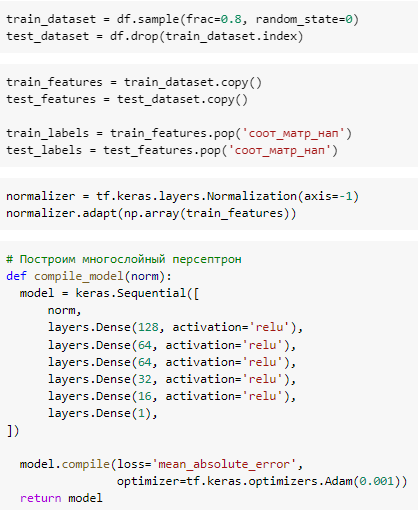 train_dataset = df.sample(frac=0.8, random_state=0)
test_dataset = df.drop(train_dataset.index)
train_features = train_dataset.copy()
test_features = test_dataset.copy()
train_labels = train_features.pop('соот_матр_нап')
test_labels = test_features.pop('соот_матр_нап')
normalizer = tf.keras.layers.Normalization(axis=-1)
normalizer.adapt(np.array(train_features))
# Построим многослойный персептрон
def compile_model(norm):
  model = keras.Sequential([
      norm,
      layers.Dense(128, activation='relu'),
      layers.Dense(64, activation='relu'),
      layers.Dense(64, activation='relu'),
      layers.Dense(32, activation='relu'),
      layers.Dense(16, activation='relu'),
      layers.Dense(1),
])
  model.compile(loss='mean_absolute_error',
                optimizer=tf.keras.optimizers.Adam(0.001))
  return model